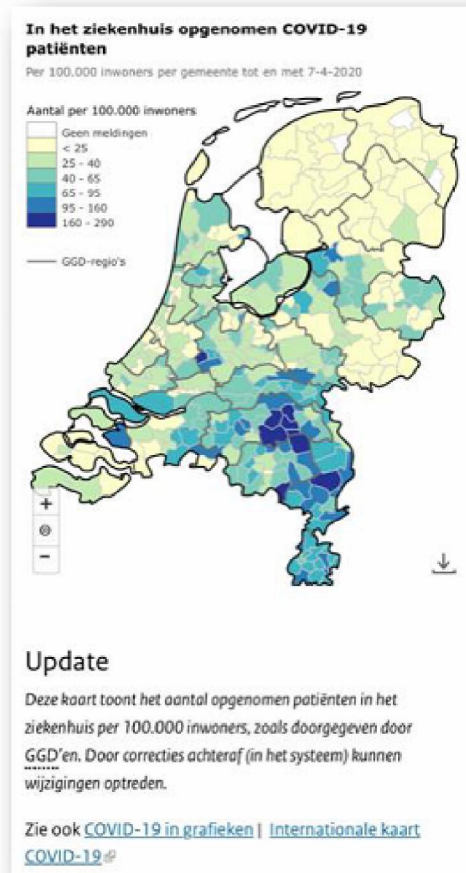 In het ziekenhuis opgenomen COVID-19
patiënten
Per 100.000 inwoners per gemeente tot en met 7-4-2020
Aantal per 100.000 inwoners
Geen meldingen
< 25
25 - 40
40 - 65
65 - 95
95 - 160
160 - 290
GGD-regio's
+
−
Update
Deze kaart toont het aantal opgenomen patiënten in het
ziekenhuis per 100.000 inwoners, zoals doorgegeven door
GGD'en. Door correcties achteraf (in het systeem) kunnen
wijzigingen optreden.
Zie ook COVID-19 in grafieken | Internationale kaart
COVID-19